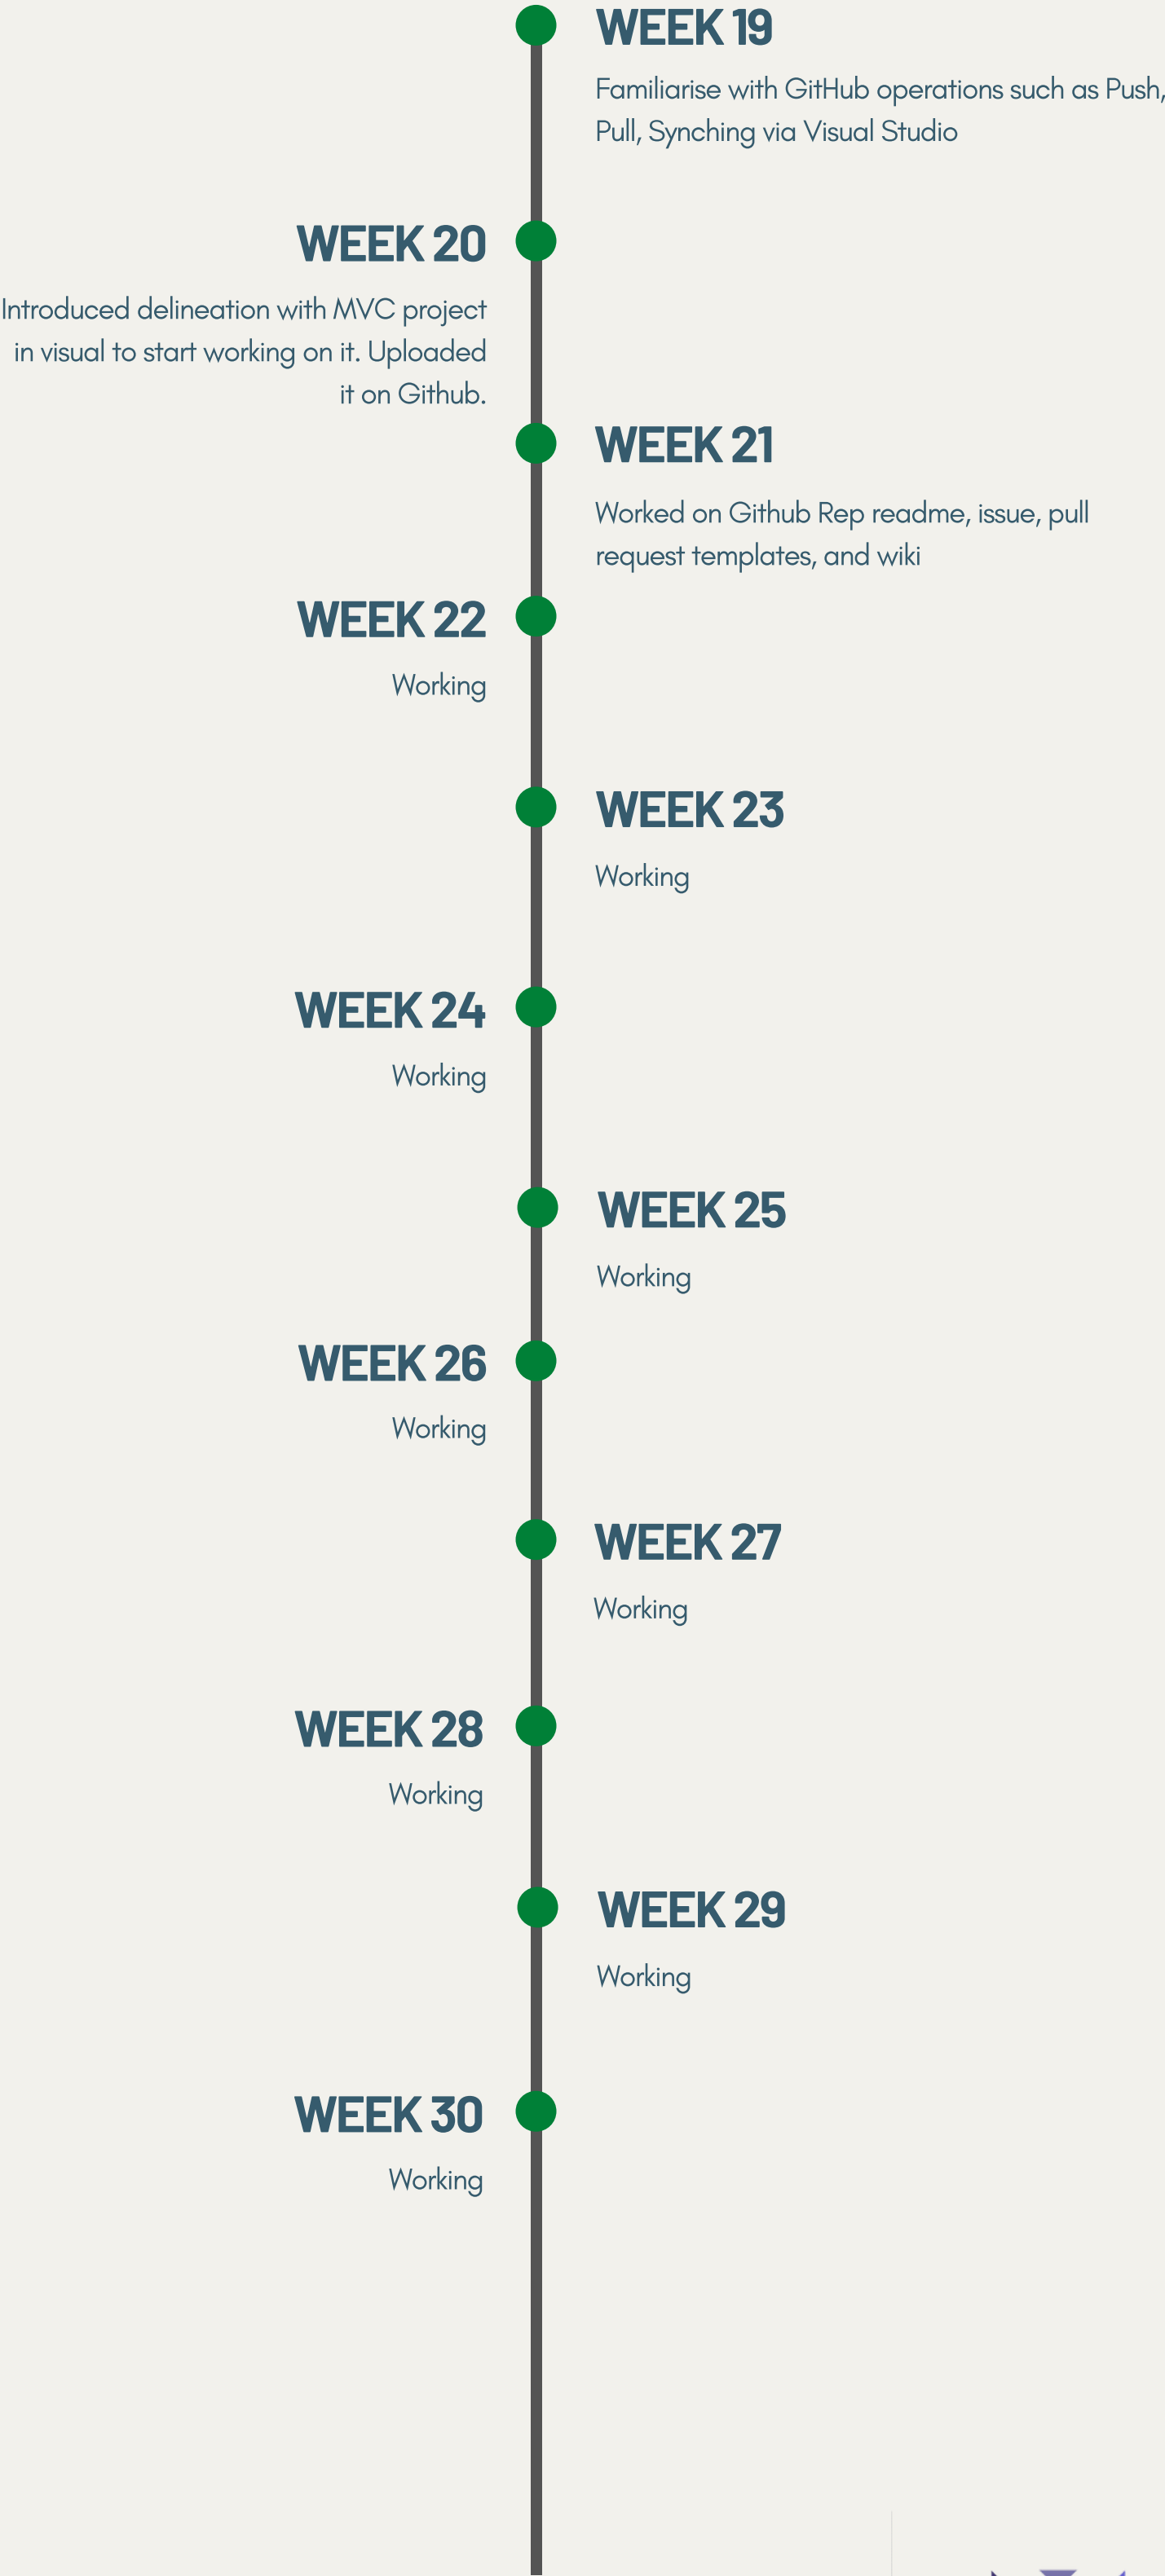 WEEK 19
Familiarise with GitHub operations such as Push,
Pull, Synching via Visual Studio
WEEK 20
Introduced delineation with MVC project
in visual to start working on it. Uploaded
it on Github.
WEEK 21
Worked on Github Rep readme, issue, pull
request templates, and wiki
WEEK 22
Working
WEEK 23
Working
WEEK 24
Working
WEEK 25
Working
WEEK 26
Working
WEEK 27
Working
WEEK 28
Working
WEEK 29
Working
WEEK 30
Working